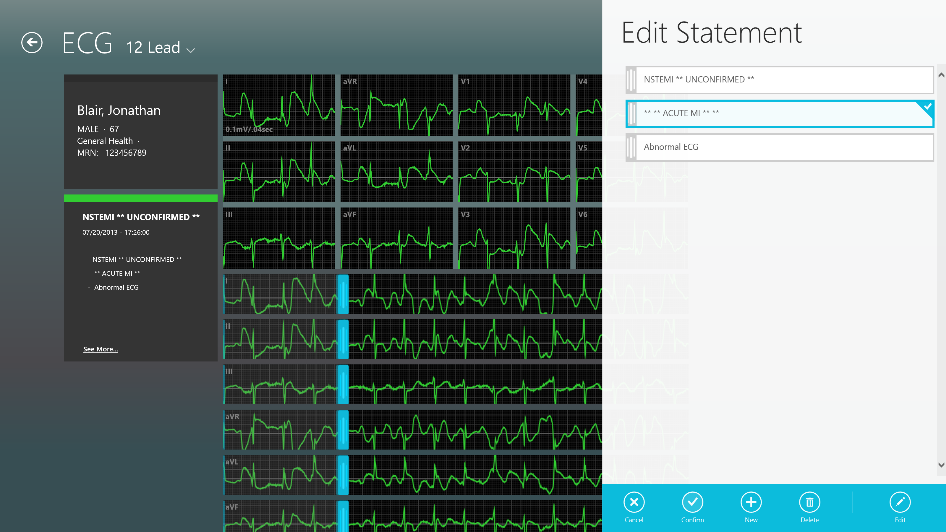 ECG 12 Lead
Blair, Jonathan
MALE · 67
General Health ·
MRN: 123456789
NSTEMI ** UNCONFIRMED **
07/20/2013 - 17:26:00
NSTEMI ** UNCONFIRMED **
** ACUTE MI **
· Abnormal ECG
See More...
I
aVR
V1
V4
0.1mV/.04sec
II
aVL
V2
V5
III
aVF
V3
V6
I
II
III
aVR
aVL
aVF
Edit Statement
NSTEMI ** UNCONFIRMED **
** ** ACUTE MI ** **
Abnormal ECG
Cancel
Confirm
New
Delete
Edit